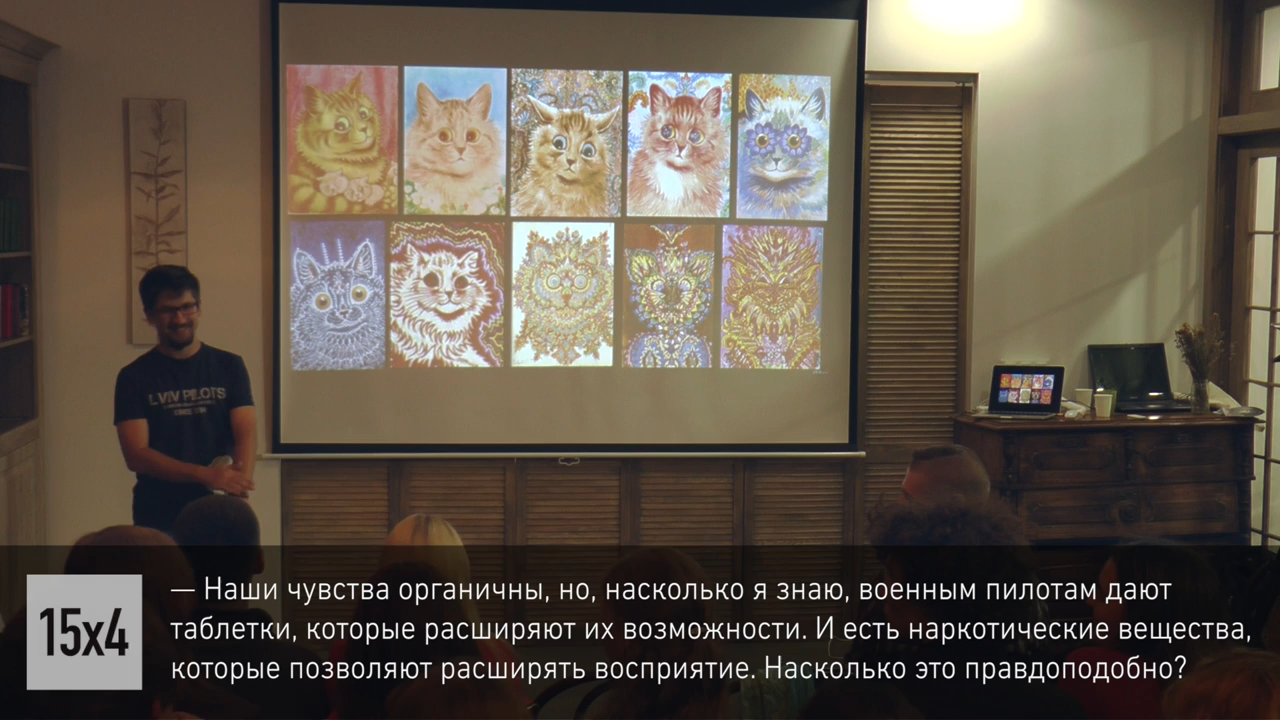 LVIV PILOTS
15x4
— Наши чувства органичны, но, насколько я знаю, военным пилотам дают
таблетки, которые расширяют их возможности. И есть наркотические вещества,
которые позволяют расширять восприятие. Насколько это правдоподобно?